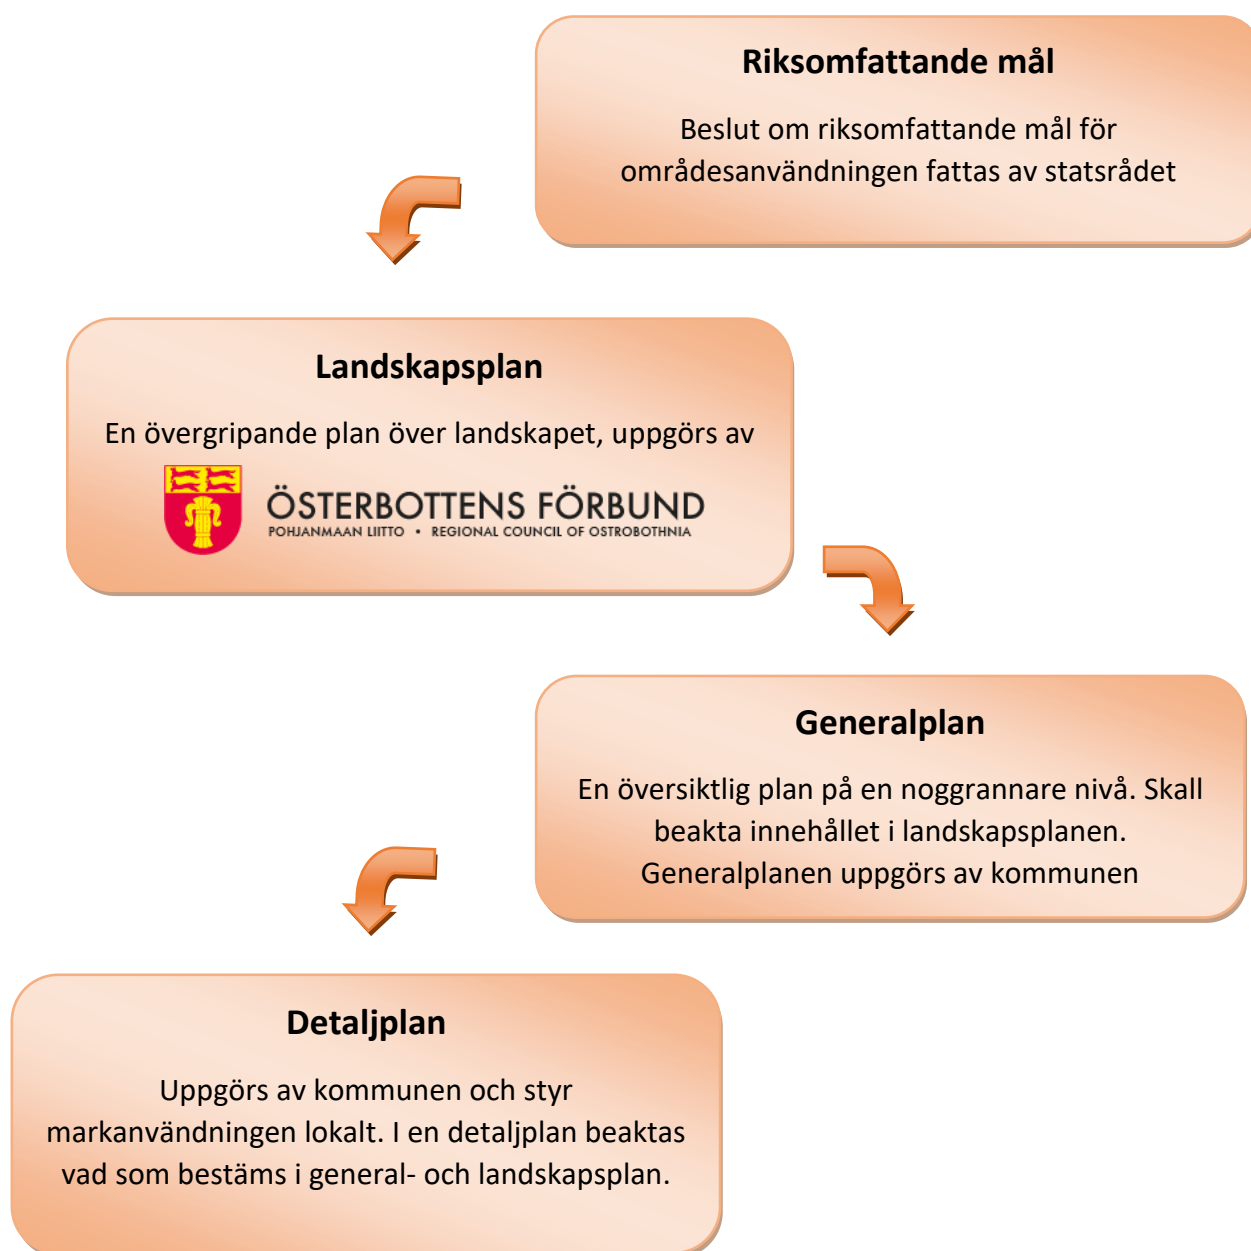 Riksomfattande mål
Beslut om riksomfattande mål för
områdesanvändningen fattas av statsrådet
Landskapsplan
En övergripande plan över landskapet, uppgörs av
ÖSTERBOTTENS FÖRBUND
POHJANMAAN LIITTO • REGIONAL COUNCIL OF OSTROBOTHNIA
Generalplan
En översiktlig plan på en noggrannare nivå. Skall
beakta innehållet i landskapsplanen.
Generalplanen uppgörs av kommunen
Detaljplan
Uppgörs av kommunen och styr
markanvändningen lokalt. I en detaljplan beaktas
vad som bestäms i general- och landskapsplan.